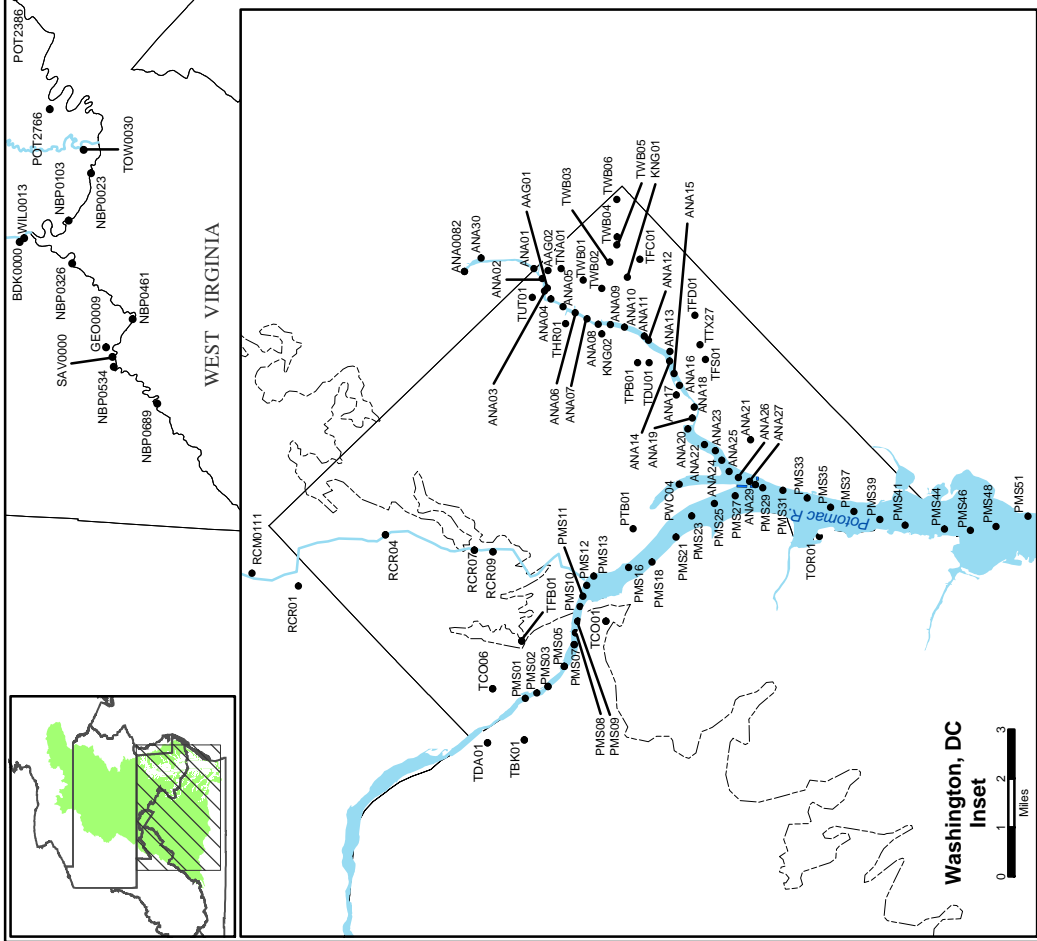 POT2386
POT2766
TOW0030
NBP0103
NBP0023
WIL0013
BDK0000
NBP0326
NBP0461
GEO0009
SAV0000
NBP0534
NBP0689
WEST VIRGINIA
RCM0111
RCR01
RCR04
RCR07
RCR09
TFB01
TCO06
TDA01
TBK01
PMS01
PMS02
PMS03
PMS05
PMS07
PMS08
PMS09
PMS10
PMS11
PMS12
PMS13
TCO01
PTB01
PMS16
PMS18
PMS21
PMS23
PWC04
PMS25
PMS27
PMS29
PMS31
PMS33
PMS35
PMS37
PMS39
PMS41
PMS44
PMS46
PMS48
PMS51
TOR01
Potomac R.
ANA0082
ANA30
ANA01
ANA02
AAG01
AAG02
TNA01
TUT01
ANA03
ANA04
ANA05
THR01
ANA06
ANA07
ANA08
KNG02
ANA09
ANA10
ANA11
ANA12
ANA13
ANA14
ANA15
ANA16
ANA17
ANA18
ANA19
ANA20
ANA21
ANA22
ANA23
ANA24
ANA25
ANA26
ANA27
ANA29
TWB01
TWB02
TWB03
TWB04
TWB05
TWB06
KNG01
TFC01
TFD01
TTX27
TFS01
TPB01
TDU01
Washington, DC
Inset
0 1 2 3
Miles